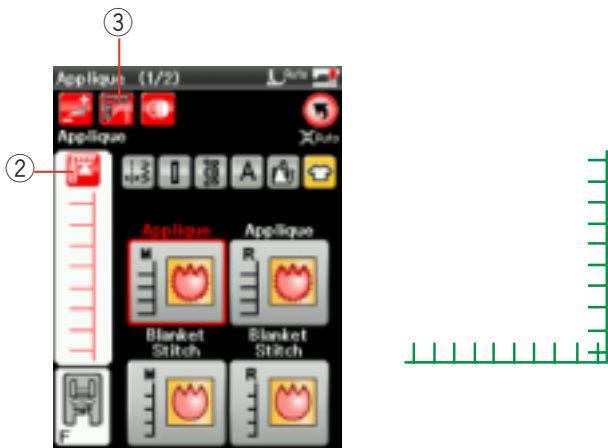 ③
Applique (1/2) Auto
Applique Auto
②
A
Applique Applique
M R
Blanket Stitch Blanket Stitch
M R
F